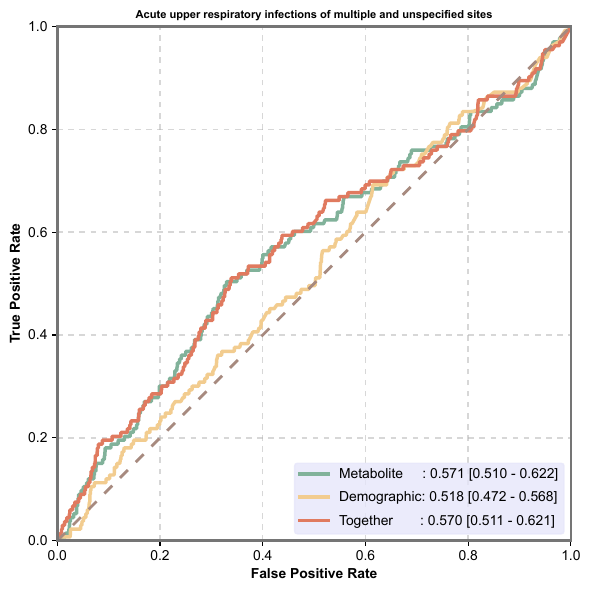 Acute upper respiratory infections of multiple and unspecified sites
True Positive Rate
1.0
0.8
0.6
0.4
0.2
0.0
Metabolite : 0.571 [0.510 - 0.622]
Demographic: 0.518 [0.472 - 0.568]
Together : 0.570 [0.511 - 0.621]
0.0 0.2 0.4 0.6 0.8 1.0
False Positive Rate